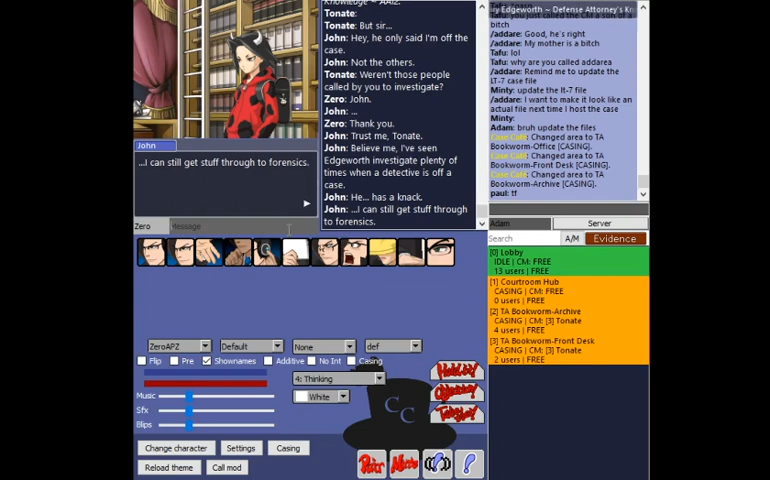 John
...I can still get stuff through to forensics.
Zero
Message
Knowledge ~ AAI2.
Tonate:
Tonate: But sir...
John: Hey, he only said I'm off the
case.
John: Not the others.
Tonate: Weren't those people
called by you to investigate?
Zero: John.
John: ...
Zero: Thank you.
John: Trust me, Tonate.
John: Believe me, I've seen
Edgeworth investigate plenty of
times when a detective is off a
case.
John: He... has a knack.
John: ...I can still get stuff through
to forensics.
ry Edgeworth ~ Defense Attorney's Kn
Tafu: you just called the CM a son of a
bitch
/addare: Good, he's right
/addare: My mother is a bitch
Tafu: lol
Tafu: why are you called addarea
/addare: Remind me to update the
LT-7 case file
Minty: update the lt-7 file
/addare: I want to make it look like an
actual file next time I host the case
Minty:
Adam: bruh update the files
Case Café: Changed area to TA
Bookworm-Office [CASING].
Case Café: Changed area to TA
Bookworm-Front Desk [CASING].
Case Café: Changed area to TA
Bookworm-Archive [CASING].
paul: tf
Adam
Server
Search
A/M
Evidence
[0] Lobby
IDLE | CM: FREE
13 users | FREE
[1] Courtroom Hub
CASING | CM: FREE
0 users | FREE
[2] TA Bookworm-Archive
CASING | CM: [3] Tonate
4 users | FREE
[3] TA Bookworm-Front Desk
CASING | CM: [3] Tonate
2 users | FREE
ZeroAPZ
Default
None
def
Flip
Pre
Shownames
Additive
No Int
Casing
4: Thinking
White
Music
Sfx
Blips
Hold It!
Objection!
Take That!
C C
Change character
Settings
Casing
Reload theme
Call mod
Pair
Mute